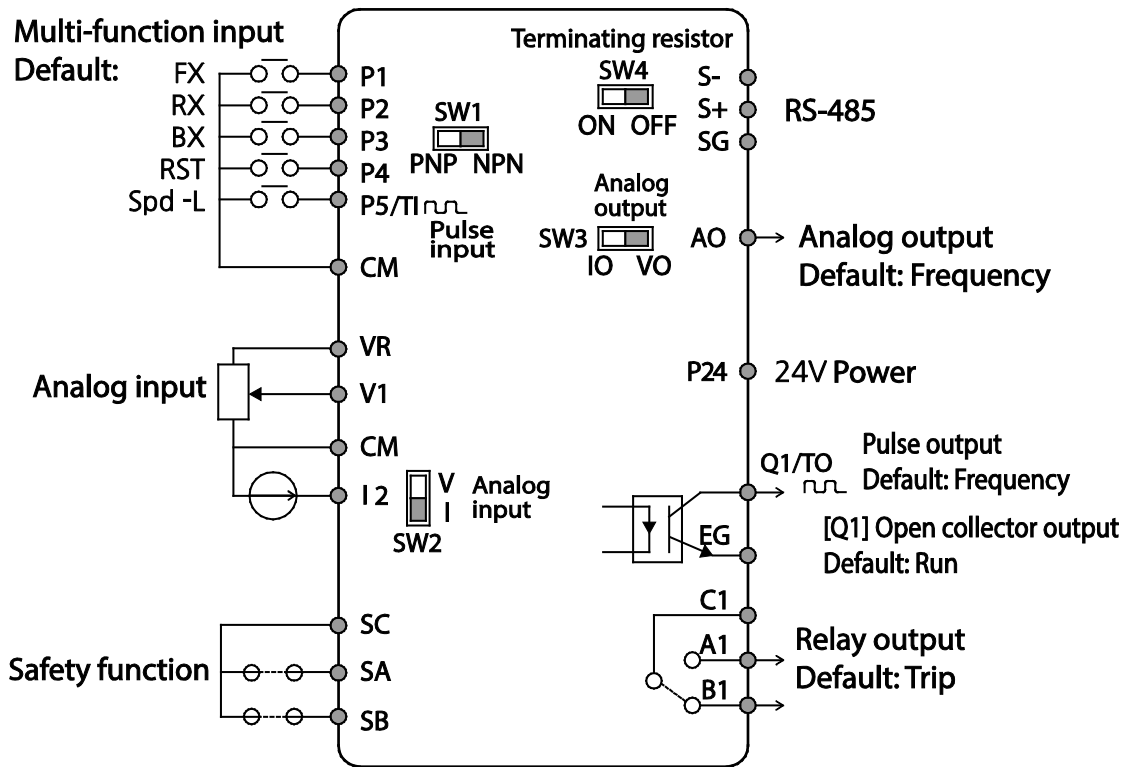 Multi-function input
Default:
FX
RX
BX
RST
Spd -L
P1
P2
P3
P4
P5/TI
Pulse
input
CM
SW1
PNP NPN
Terminating resistor
SW4
ON OFF
S-
S+
SG
RS-485
Analog
output
SW3
IO VO
AO
Analog output
Default: Frequency
Analog input
VR
V1
CM
I 2
V
I
Analog
input
SW2
P24
24V Power
Q1/TO
Pulse output
Default: Frequency
EG
[Q1] Open collector output
Default: Run
Safety function
SC
SA
SB
C1
A1
B1
Relay output
Default: Trip